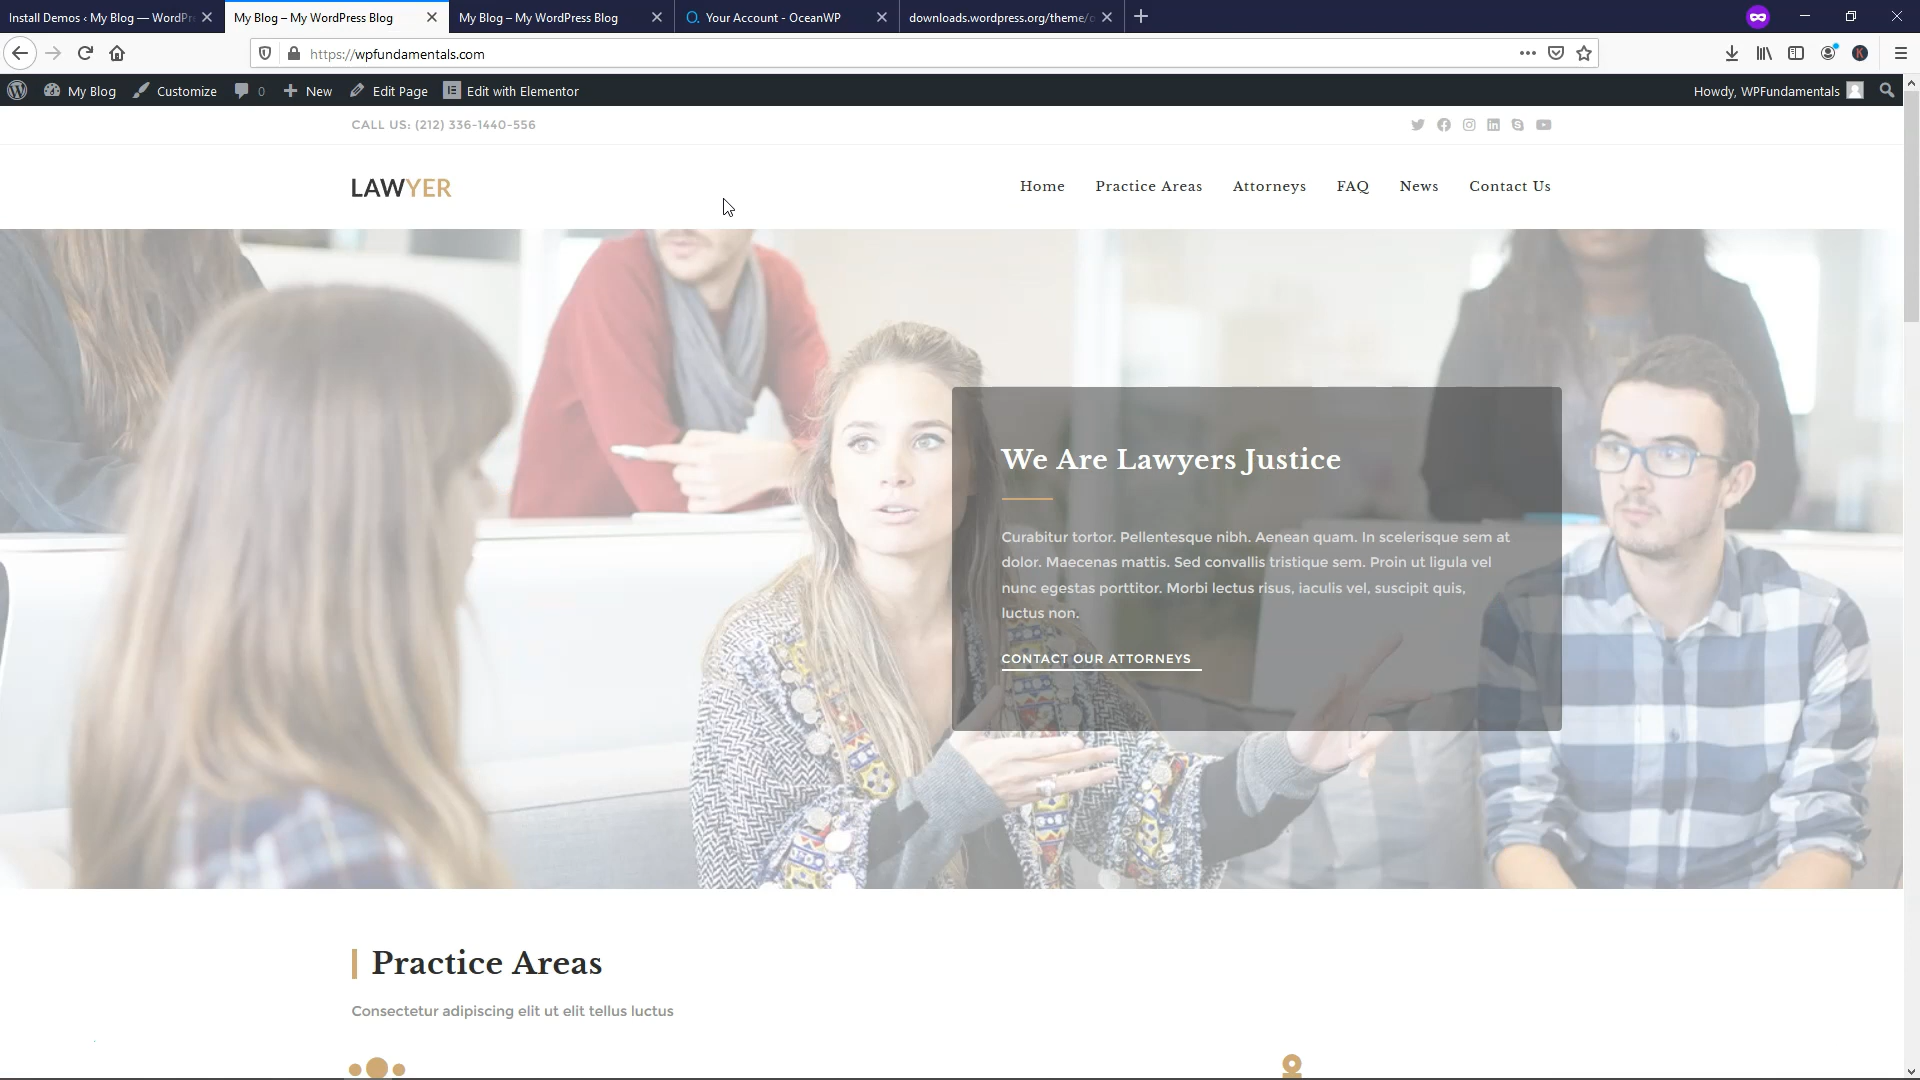 Install Demos ‹ My Blog — WordPr
My Blog – My WordPress Blog
My Blog – My WordPress Blog
Your Account - OceanWP
downloads.wordpress.org/theme/o
https://wpfundamentals.com
My Blog
Customize
0
New
Edit Page
Edit with Elementor
Howdy, WPFundamentals
CALL US: (212) 336-1440-556
LAWYER
Home
Practice Areas
Attorneys
FAQ
News
Contact Us
We Are Lawyers Justice
Curabitur tortor. Pellentesque nibh. Aenean quam. In scelerisque sem at
dolor. Maecenas mattis. Sed convallis tristique sem. Proin ut ligula vel
nunc egestas porttitor. Morbi lectus risus, iaculis vel, suscipit quis,
luctus non.
CONTACT OUR ATTORNEYS
Practice Areas
Consectetur adipiscing elit ut elit tellus luctus